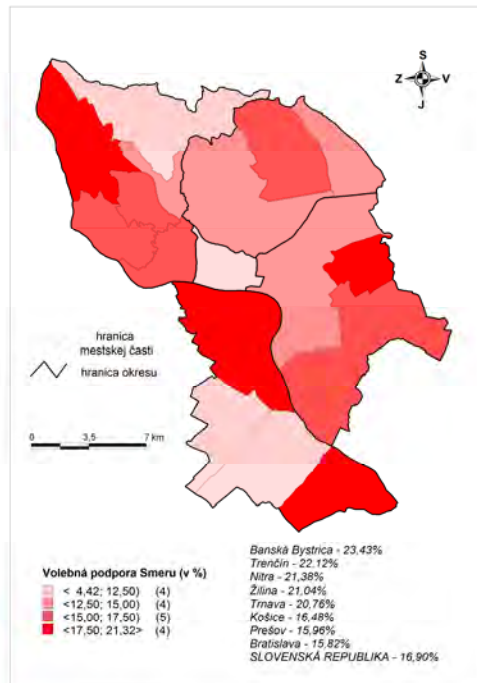 S
Z V
J
hranica
mestskej časti
hranica okresu
0 3,5 7 km
Volebná podpora Smeru (v %)
< 4,42; 12,50) (4)
<12,50; 15,00) (4)
<15,00; 17,50) (5)
<17,50; 21,32> (4)
Banská Bystrica - 23,43%
Trenčín - 22,12%
Nitra - 21,38%
Žilina - 21,04%
Trnava - 20,76%
Košice - 16,48%
Prešov - 15,96%
Bratislava - 15,82%
SLOVENSKÁ REPUBLIKA - 16,90%